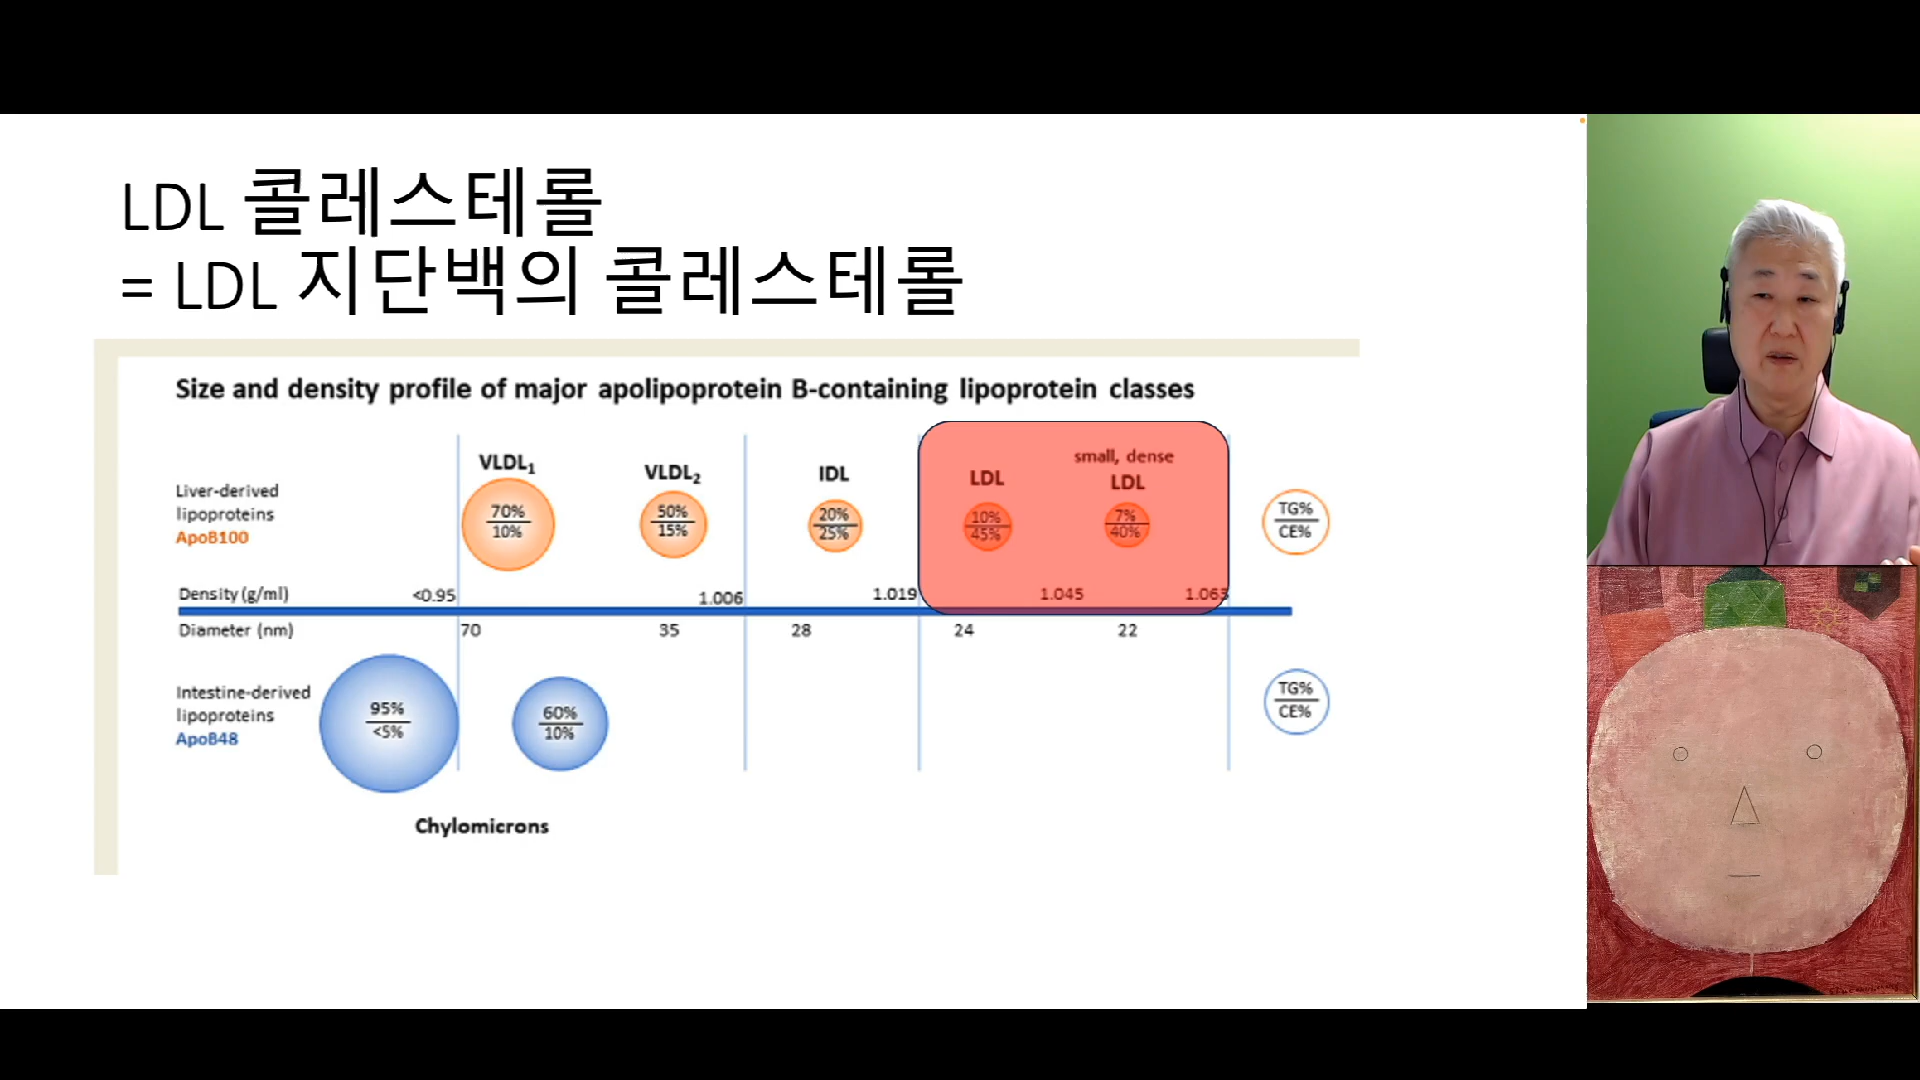 LDL 콜레스테롤
= LDL 지단백의 콜레스테롤
Size and density profile of major apolipoprotein B-containing lipoprotein classes
Liver-derived
lipoproteins
ApoB100
VLDL1
70%
10%
VLDL2
50%
15%
IDL
20%
25%
LDL
10%
45%
small, dense
LDL
7%
40%
TG%
CE%
Density (g/ml) <0.95 1.006 1.019 1.045 1.063
Diameter (nm) 70 35 28 24 22
Intestine-derived
lipoproteins
ApoB48
95%
<5%
60%
10%
TG%
CE%
Chylomicrons